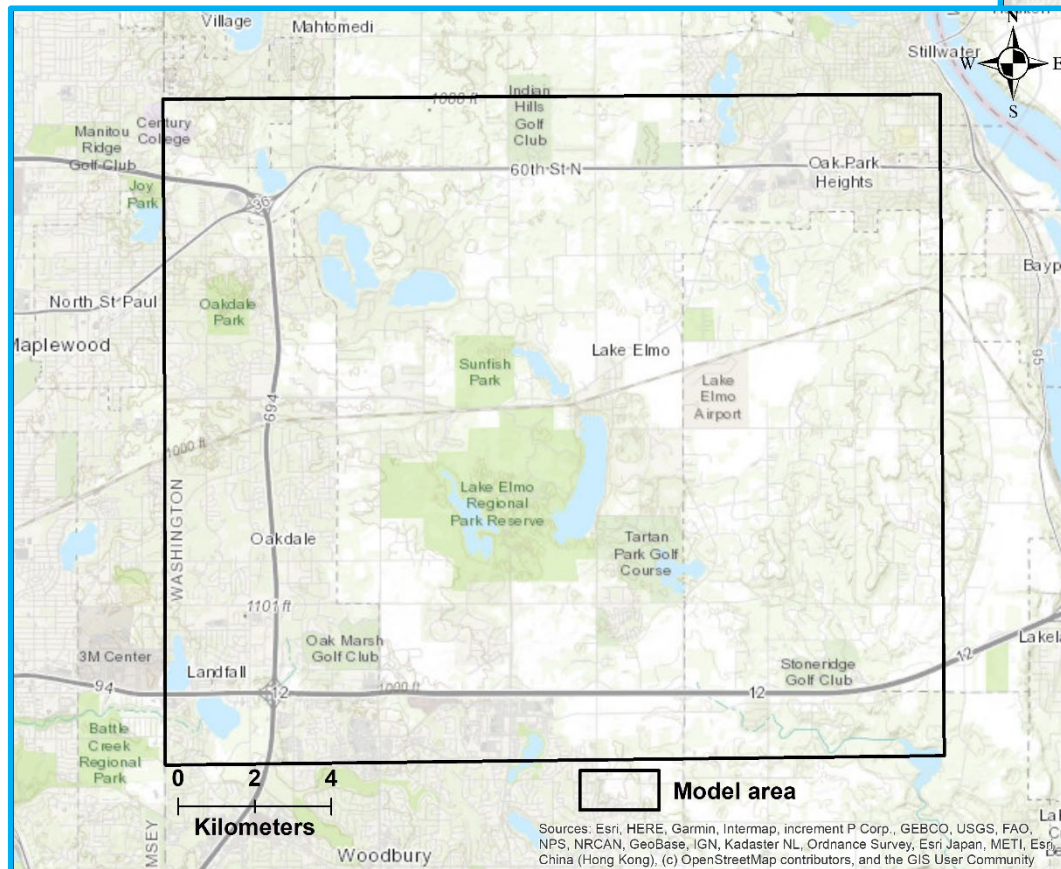 Village
Mahtomedi
N
W
E
S
Stillwater
1000 ft
Indian
Hills
Golf
Club
Century
College
Manitou
Ridge
Golf Club
60th St N
Oak Park
Heights
Joy
Park
36
Oakdale
Park
North St Paul
Maplewood
Lake Elmo
Sunfish
Park
Lake
Elmo
Airport
694
95
1000 ft
WASHINGTON
Lake Elmo
Regional
Park Reserve
Oakdale
Tartan
Park Golf
Course
1101 ft
Oak Marsh
Golf Club
3M Center
Landfall
Stoneridge
Golf Club
12
94
12
1000 ft
12
Battle
Creek
Regional
Park
0 2 4
Kilometers
Model area
MSEY
Woodbury
Sources: Esri, HERE, Garmin, Intermap, increment P Corp., GEBCO, USGS, FAO,
NPS, NRCAN, GeoBase, IGN, Kadaster NL, Ordnance Survey, Esri Japan, METI, Esri
China (Hong Kong), (c) OpenStreetMap contributors, and the GIS User Community